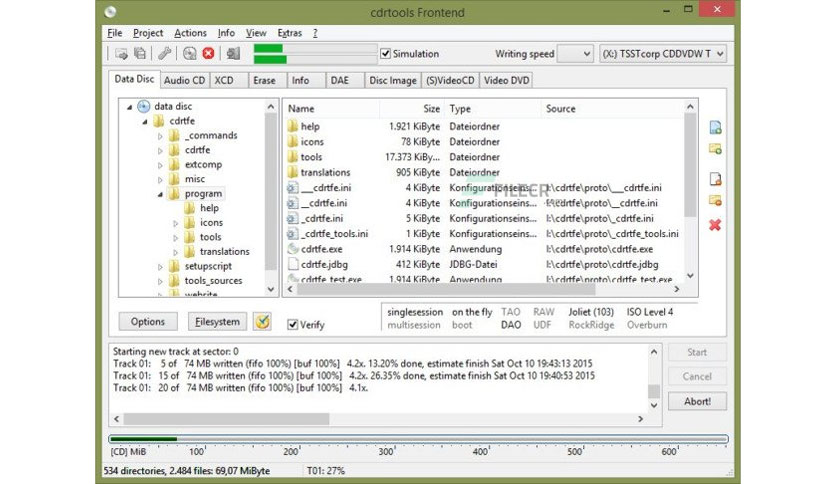 cdrtools Frontend
File Project Actions Info View Extras ?
Simulation Writing speed (X:) TSSTcorp CDDVDW T
Data Disc Audio CD XCD Erase Info DAE Disc Image (S)VideoCD Video DVD
data disc
cdrtfe
_commands
cdrtfe
extcomp
misc
program
help
icons
tools
translations
setupscript
tools_sources
website
Name Size Type Source
help 1.921 KiByte Dateiordner
icons 78 KiByte Dateiordner
tools 17.373 KiBy... Dateiordner
translations 905 KiByte Dateiordner
___cdrtfe.ini 4 KiByte Konfigurationseins... I:\cdrtfe\proto\___cdrtfe.ini
__cdrtfe.ini 4 KiByte Konfigurationseins... I:\cdrtfe\proto\__cdrtfe.ini
_cdrtfe.ini 5 KiByte Konfigurationseins... I:\cdrtfe\proto\_cdrtfe.ini
_cdrtfe_tools.ini 4 KiByte Konfigurationseins... I:\cdrtfe\proto\_cdrtfe_tools.ini
cdrtfe.exe 1.914 KiByte Anwendung I:\cdrtfe\proto\cdrtfe.exe
cdrtfe.jdbg 412 KiByte JDBG-Datei I:\cdrtfe\proto\cdrtfe.jdbg
cdrtfe_test.exe 1.914 KiByte Anwendung I:\cdrtfe\proto\cdrtfe_test.exe
FILECR
Options Filesystem Verify
singlesession on the fly TAO RAW Joliet (103) ISO Level 4
multisession boot DAO UDF RockRidge Overburn
Starting new track at sector: 0
Track 01: 5 of 74 MB written (fifo 100%) [buf 100%] 4.2x. 13.20% done, estimate finish Sat Oct 10 19:43:13 2015
Track 01: 15 of 74 MB written (fifo 100%) [buf 100%] 4.2x. 26.35% done, estimate finish Sat Oct 10 19:40:53 2015
Track 01: 20 of 74 MB written (fifo 100%) [buf 100%] 4.1x.
Start
Cancel
Abort!
[CD] MiB 100 200 300 400 500 600
534 directories, 2.484 files: 69,07 MiByte T01: 27%